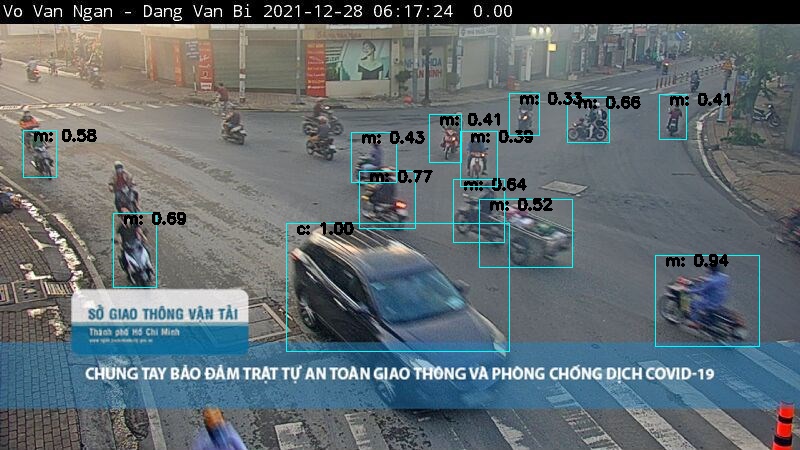 Vo Van Ngan - Dang Van Bi 2021-12-28 06:17:24 0.00
m: 0.33
m: 0.66
m: 0.41
m: 0.41
m: 0.58
m: 0.43
m: 0.39
m: 0.77
m: 0.64
m: 0.52
m: 0.69
c: 1.00
m: 0.94
SỞ GIAO THÔNG VẬN TẢI
Thành phố Hồ Chí Minh
CHUNG TAY BẢO ĐẢM TRẬT TỰ AN TOÀN GIAO THÔNG VÀ PHÒNG CHỐNG DỊCH COVID-19